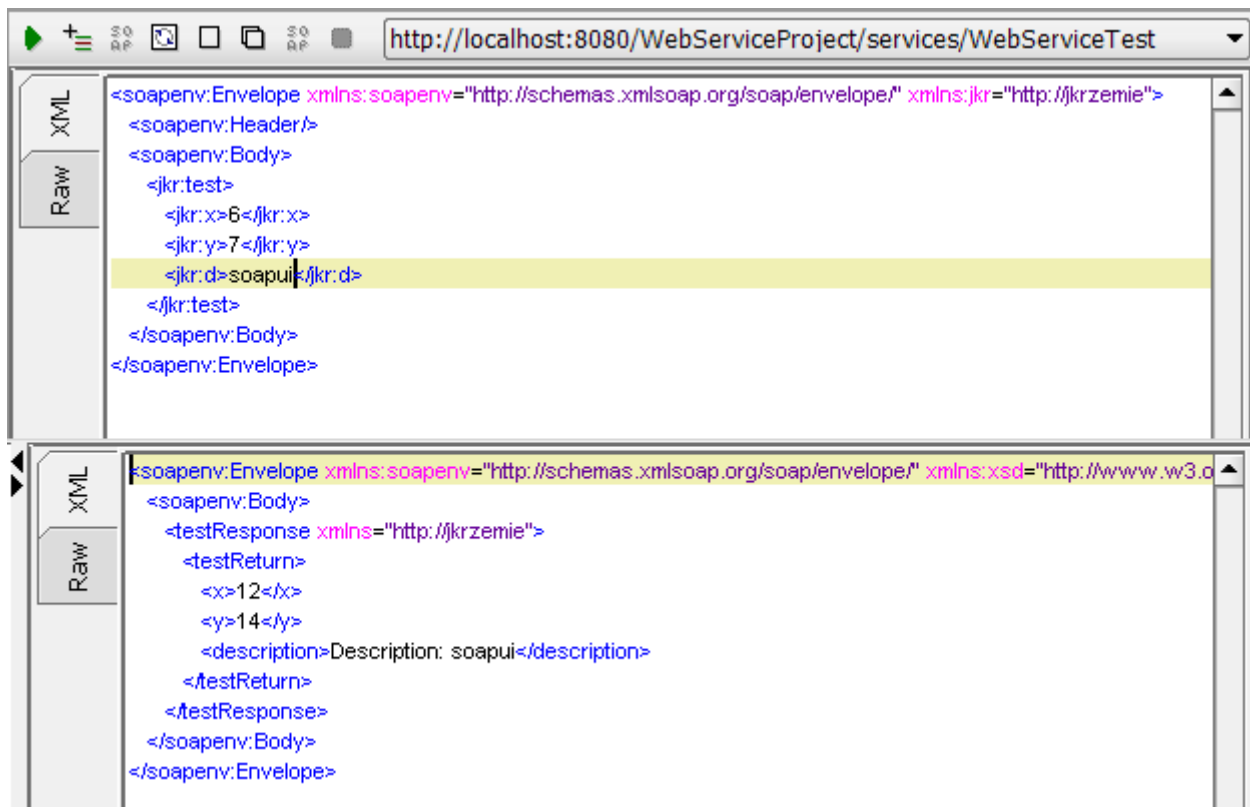 SO AP
SO AP
http://localhost:8080/WebServiceProject/services/WebServiceTest
XML
Raw
<soapenv:Envelope xmlns:soapenv="http://schemas.xmlsoap.org/soap/envelope/" xmlns:jkr="http://jkrzemie">
<soapenv:Header/>
<soapenv:Body>
<jkr:test>
<jkr:x>6</jkr:x>
<jkr:y>7</jkr:y>
<jkr:d>soapui</jkr:d>
</jkr:test>
</soapenv:Body>
</soapenv:Envelope>
XML
Raw
<soapenv:Envelope xmlns:soapenv="http://schemas.xmlsoap.org/soap/envelope/" xmlns:xsd="http://www.w3.o
<soapenv:Body>
<testResponse xmlns="http://jkrzemie">
<testReturn>
<x>12</x>
<y>14</y>
<description>Description: soapui</description>
</testReturn>
</testResponse>
</soapenv:Body>
</soapenv:Envelope>